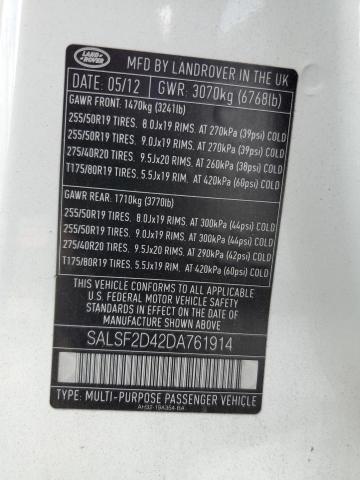 LAND
ROVER
MFD BY LANDROVER IN THE UK
DATE: 05/12 GWR: 3070kg (6768lb)
GAWR FRONT: 1470kg (3241lb)
255/50R19 TIRES. 8.0Jx19 RIMS. AT 270kPa (39psi) COLD
255/50R19 TIRES. 9.0Jx19 RIMS. AT 270kPa (39psi) COLD
275/40R20 TIRES. 9.5Jx20 RIMS. AT 260kPa (38psi) COLD
T175/80R19 TIRES. 5.5Jx19 RIMS. AT 420kPa (60psi) COLD
GAWR REAR: 1710kg (3770lb)
255/50R19 TIRES. 8.0Jx19 RIMS. AT 300kPa (44psi) COLD
255/50R19 TIRES. 9.0Jx19 RIMS. AT 300kPa (44psi) COLD
275/40R20 TIRES. 9.5Jx20 RIMS. AT 290kPa (42psi) COLD
T175/80R19 TIRES. 5.5Jx19 RIMS. AT 420kPa (60psi) COLD
THIS VEHICLE CONFORMS TO ALL APPLICABLE
U.S. FEDERAL MOTOR VEHICLE SAFETY STANDARDS
IN EFFECT ON THE DATE OF
MANUFACTURE SHOWN ABOVE
SALSF2D42DA761914
TYPE: MULTI-PURPOSE PASSENGER VEHICLE
AH32-19A354-BA